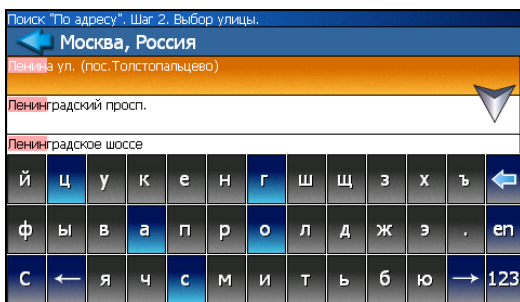 Поиск "По адресу". Шаг 2. Выбор улицы.
Москва, Россия
Ленина ул. (пос.Толстопальцево)
Ленинградский просп.
Ленинградское шоссе
й ц у к е н г ш щ з х ъ
ф ы в а п р о л д ж э . en
С ← я ч с м и т ь б ю → 123